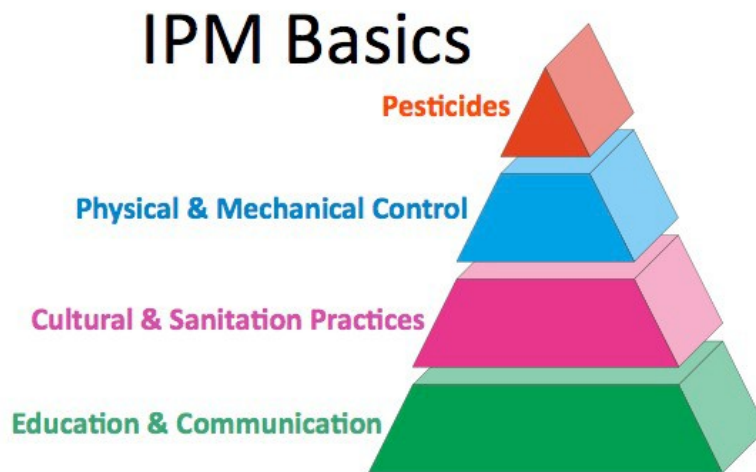 IPM Basics
Pesticides
Physical & Mechanical Control
Cultural & Sanitation Practices
Education & Communication